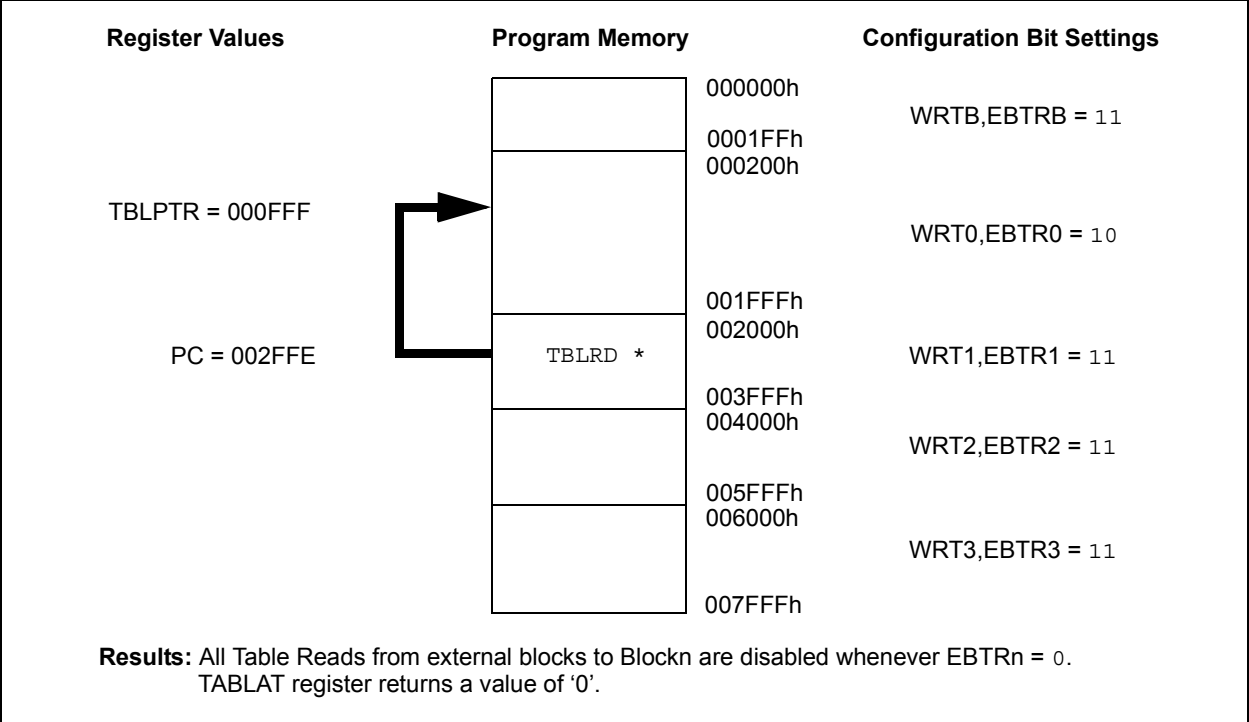 Register Values Program Memory Configuration Bit Settings
000000h
WRTB,EBTRB = 11
0001FFh
000200h
TBLPTR = 000FFF
WRT0,EBTR0 = 10
001FFFh
002000h
PC = 002FFE TBLRD * WRT1,EBTR1 = 11
003FFFh
004000h
WRT2,EBTR2 = 11
005FFFh
006000h
WRT3,EBTR3 = 11
007FFFh
Results: All Table Reads from external blocks to Blockn are disabled whenever EBTRn = 0.
TABLAT register returns a value of ‘0’.